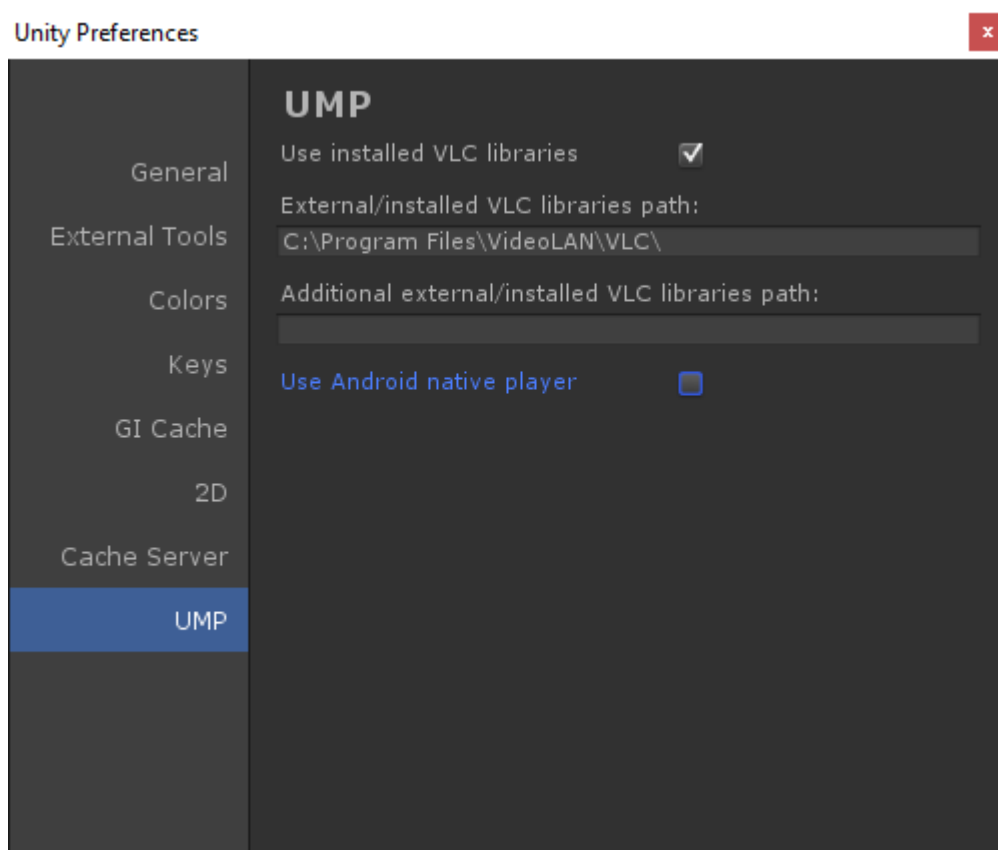 Unity Preferences
x
General
External Tools
Colors
Keys
GI Cache
2D
Cache Server
UMP
UMP
Use installed VLC libraries
External/installed VLC libraries path:
C:\Program Files\VideoLAN\VLC\
Additional external/installed VLC libraries path:
Use Android native player